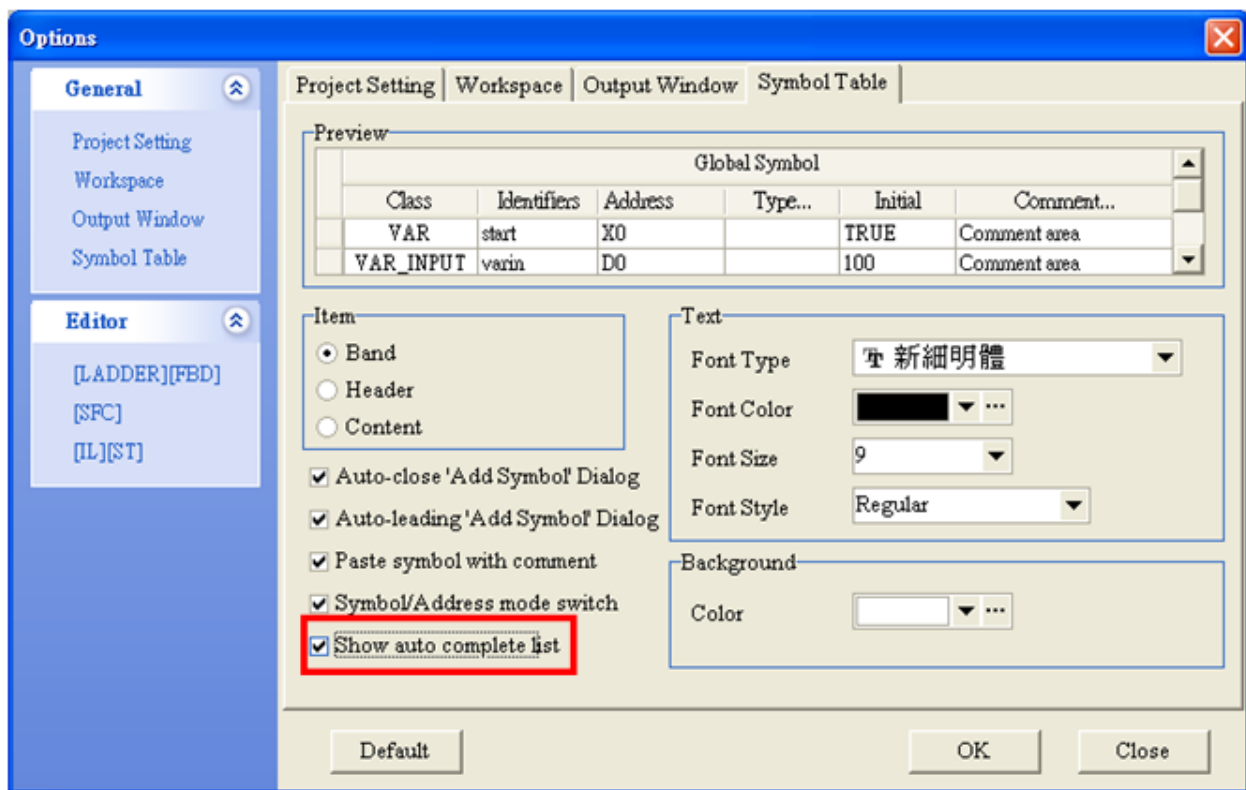 Options
General
Project Setting
Workspace
Output Window
Symbol Table
Editor
[LADDER][FBD]
[SFC]
[IL][ST]
Project Setting Workspace Output Window Symbol Table
Preview
Global Symbol
Class Identifiers Address Type... Initial Comment...
VAR start X0 TRUE Comment area
VAR_INPUT varin D0 100 Comment area
Item
Band
Header
Content
Auto-close 'Add Symbol' Dialog
Auto-leading 'Add Symbol' Dialog
Paste symbol with comment
Symbol/Address mode switch
Show auto complete list
Text
Font Type 新細明體
Font Color ...
Font Size 9
Font Style Regular
Background
Color ...
Default OK Close